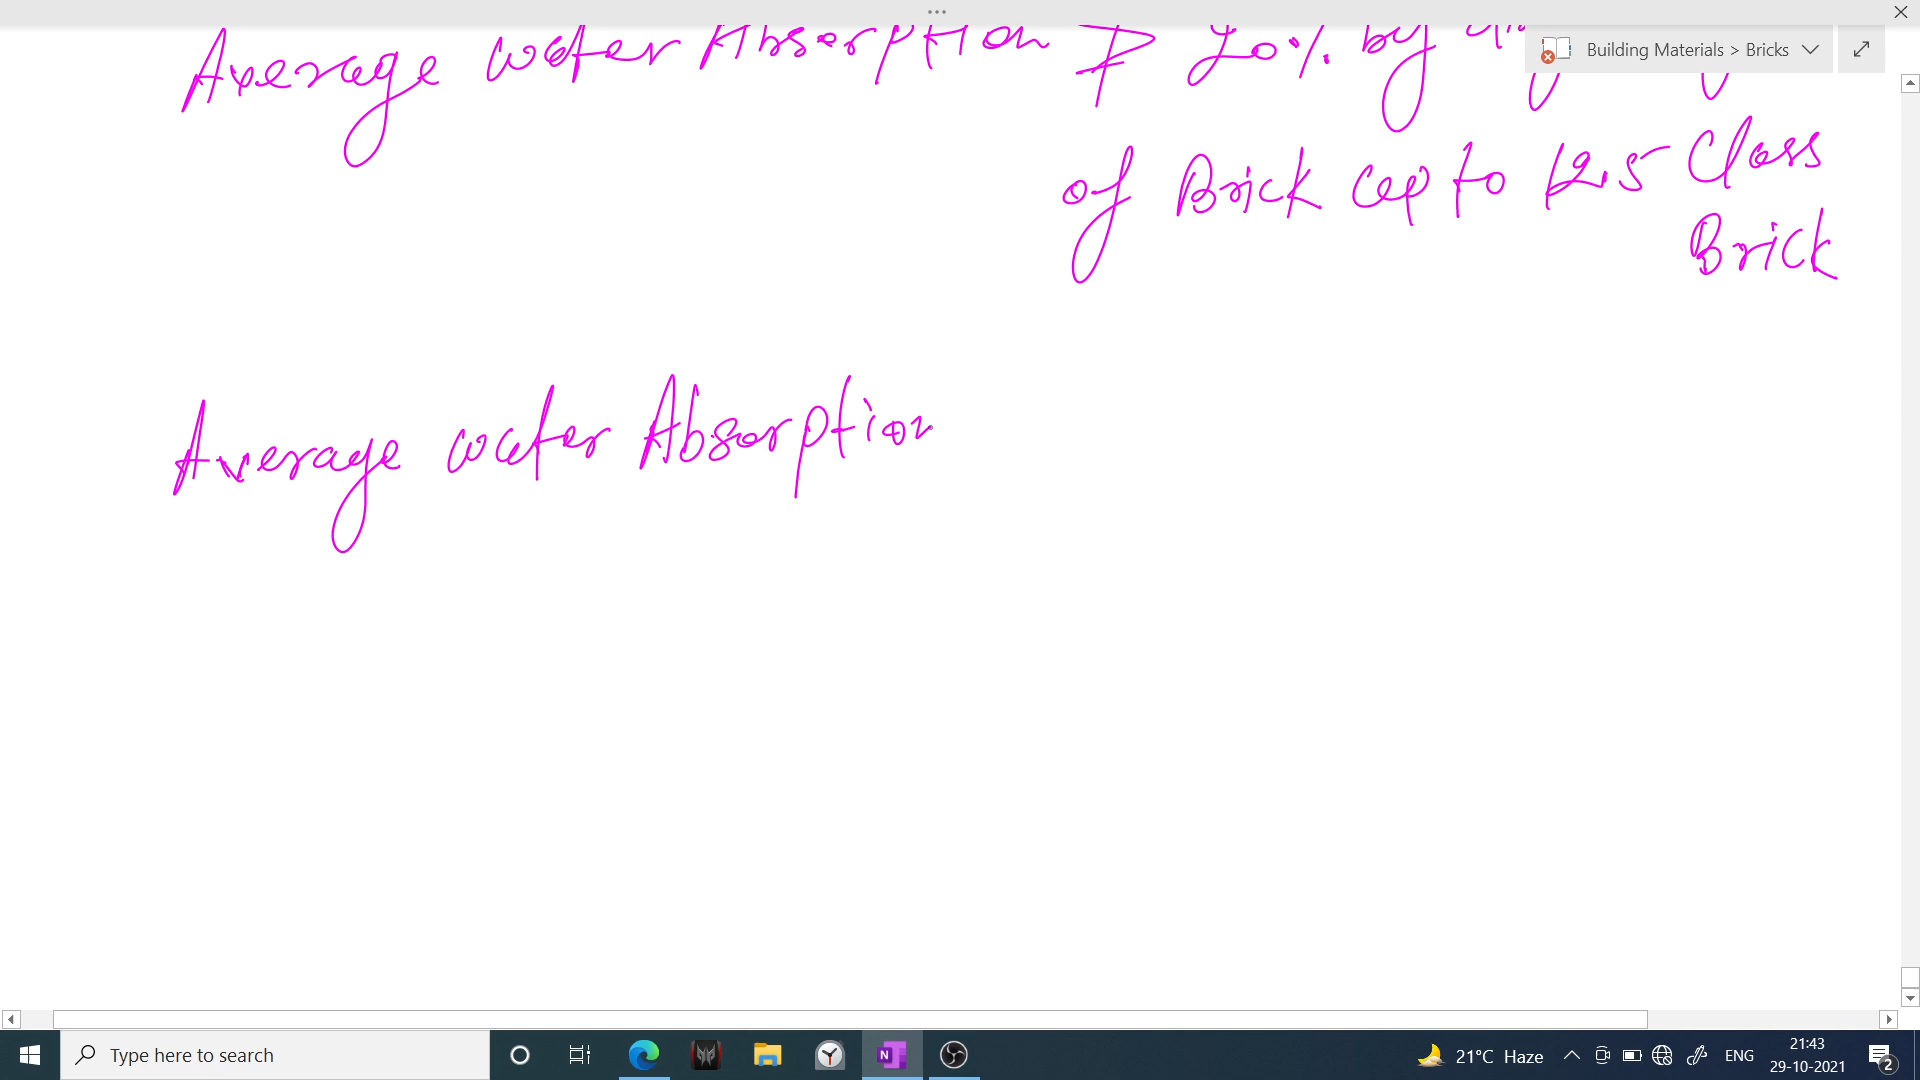 Building Materials > Bricks
Average water Absorption ≯ 20%. by
of Brick up to 12.5 Class
Brick
Average water Absorption
Type here to search
21°C Haze
ENG
21:43
29-10-2021
2